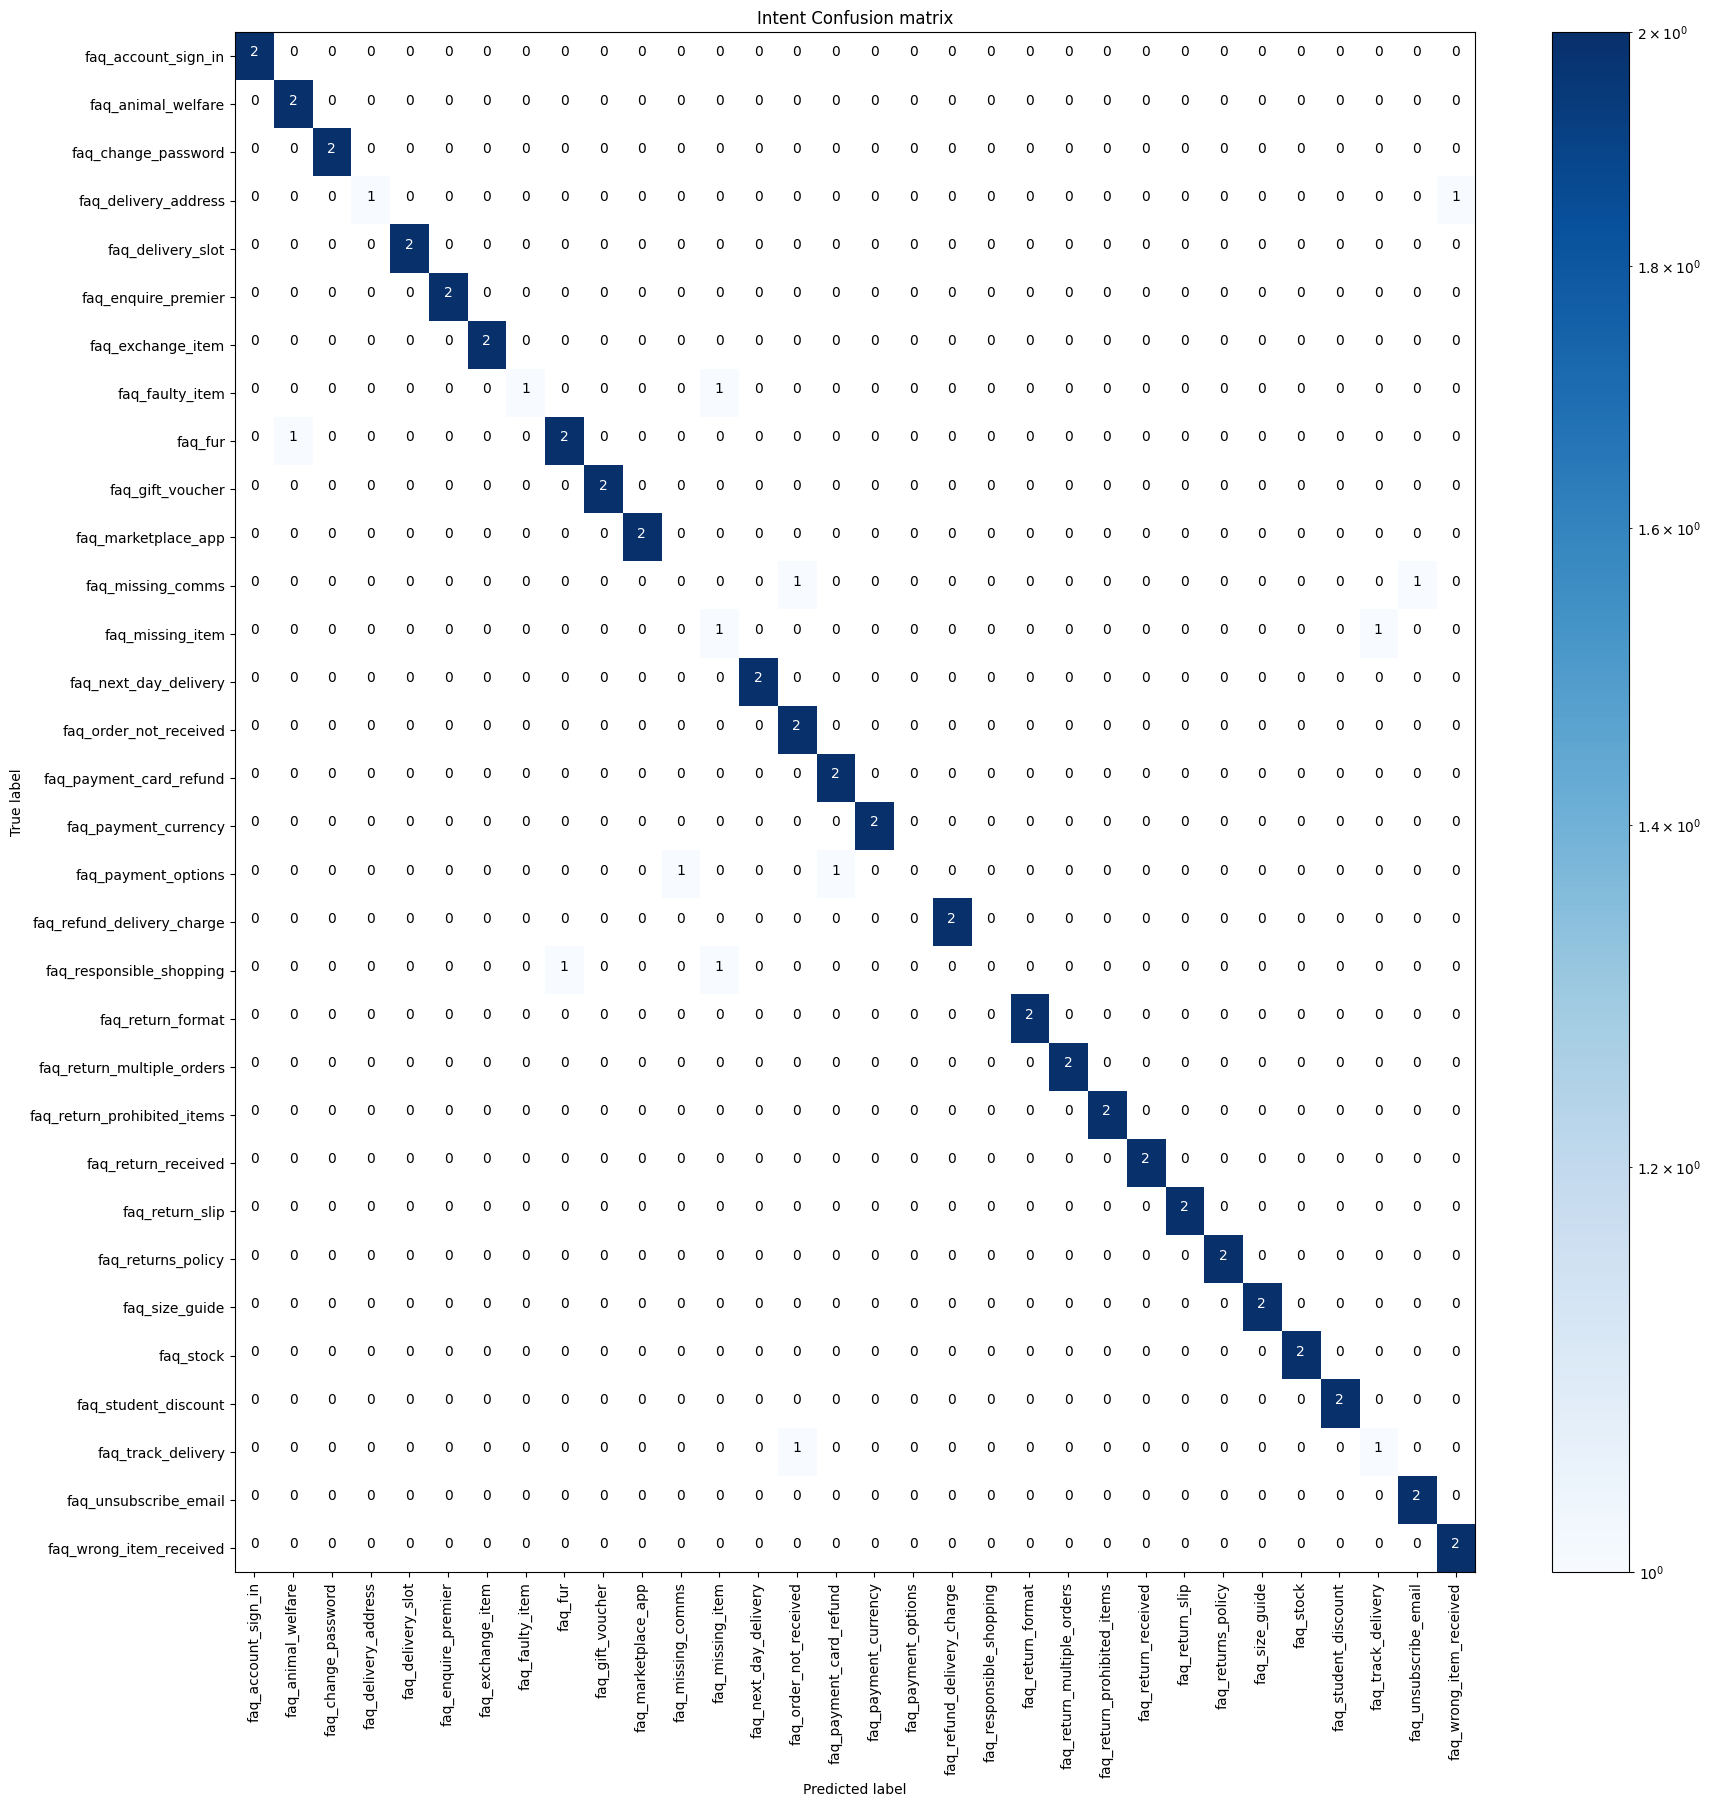 Intent Confusion matrix
faq_account_sign_in 2 0 0 0 0 0 0 0 0 0 0 0 0 0 0 0 0 0 0 0 0 0 0 0 0 0 0 0 0 0 0 0
faq_animal_welfare 0 2 0 0 0 0 0 0 0 0 0 0 0 0 0 0 0 0 0 0 0 0 0 0 0 0 0 0 0 0 0 0
faq_change_password 0 0 2 0 0 0 0 0 0 0 0 0 0 0 0 0 0 0 0 0 0 0 0 0 0 0 0 0 0 0 0 0
faq_delivery_address 0 0 0 1 0 0 0 0 0 0 0 0 0 0 0 0 0 0 0 0 0 0 0 0 0 0 0 0 0 0 0 1
faq_delivery_slot 0 0 0 0 2 0 0 0 0 0 0 0 0 0 0 0 0 0 0 0 0 0 0 0 0 0 0 0 0 0 0 0
faq_enquire_premier 0 0 0 0 0 2 0 0 0 0 0 0 0 0 0 0 0 0 0 0 0 0 0 0 0 0 0 0 0 0 0 0
faq_exchange_item 0 0 0 0 0 0 2 0 0 0 0 0 0 0 0 0 0 0 0 0 0 0 0 0 0 0 0 0 0 0 0 0
faq_faulty_item 0 0 0 0 0 0 0 1 0 0 0 0 1 0 0 0 0 0 0 0 0 0 0 0 0 0 0 0 0 0 0 0
faq_fur 0 1 0 0 0 0 0 0 2 0 0 0 0 0 0 0 0 0 0 0 0 0 0 0 0 0 0 0 0 0 0 0
faq_gift_voucher 0 0 0 0 0 0 0 0 0 2 0 0 0 0 0 0 0 0 0 0 0 0 0 0 0 0 0 0 0 0 0 0
faq_marketplace_app 0 0 0 0 0 0 0 0 0 0 2 0 0 0 0 0 0 0 0 0 0 0 0 0 0 0 0 0 0 0 0 0
faq_missing_comms 0 0 0 0 0 0 0 0 0 0 0 0 0 0 1 0 0 0 0 0 0 0 0 0 0 0 0 0 0 0 1 0
faq_missing_item 0 0 0 0 0 0 0 0 0 0 0 0 1 0 0 0 0 0 0 0 0 0 0 0 0 0 0 0 0 1 0 0
faq_next_day_delivery 0 0 0 0 0 0 0 0 0 0 0 0 0 2 0 0 0 0 0 0 0 0 0 0 0 0 0 0 0 0 0 0
faq_order_not_received 0 0 0 0 0 0 0 0 0 0 0 0 0 0 2 0 0 0 0 0 0 0 0 0 0 0 0 0 0 0 0 0
faq_payment_card_refund 0 0 0 0 0 0 0 0 0 0 0 0 0 0 0 2 0 0 0 0 0 0 0 0 0 0 0 0 0 0 0 0
faq_payment_currency 0 0 0 0 0 0 0 0 0 0 0 0 0 0 0 0 2 0 0 0 0 0 0 0 0 0 0 0 0 0 0 0
faq_payment_options 0 0 0 0 0 0 0 0 0 0 0 1 0 0 0 1 0 0 0 0 0 0 0 0 0 0 0 0 0 0 0 0
faq_refund_delivery_charge 0 0 0 0 0 0 0 0 0 0 0 0 0 0 0 0 0 0 2 0 0 0 0 0 0 0 0 0 0 0 0 0
faq_responsible_shopping 0 0 0 0 0 0 0 0 1 0 0 0 1 0 0 0 0 0 0 0 0 0 0 0 0 0 0 0 0 0 0 0
faq_return_format 0 0 0 0 0 0 0 0 0 0 0 0 0 0 0 0 0 0 0 0 2 0 0 0 0 0 0 0 0 0 0 0
faq_return_multiple_orders 0 0 0 0 0 0 0 0 0 0 0 0 0 0 0 0 0 0 0 0 0 2 0 0 0 0 0 0 0 0 0 0
faq_return_prohibited_items 0 0 0 0 0 0 0 0 0 0 0 0 0 0 0 0 0 0 0 0 0 0 2 0 0 0 0 0 0 0 0 0
faq_return_received 0 0 0 0 0 0 0 0 0 0 0 0 0 0 0 0 0 0 0 0 0 0 0 2 0 0 0 0 0 0 0 0
faq_return_slip 0 0 0 0 0 0 0 0 0 0 0 0 0 0 0 0 0 0 0 0 0 0 0 0 2 0 0 0 0 0 0 0
faq_returns_policy 0 0 0 0 0 0 0 0 0 0 0 0 0 0 0 0 0 0 0 0 0 0 0 0 0 2 0 0 0 0 0 0
faq_size_guide 0 0 0 0 0 0 0 0 0 0 0 0 0 0 0 0 0 0 0 0 0 0 0 0 0 0 2 0 0 0 0 0
faq_stock 0 0 0 0 0 0 0 0 0 0 0 0 0 0 0 0 0 0 0 0 0 0 0 0 0 0 0 2 0 0 0 0
faq_student_discount 0 0 0 0 0 0 0 0 0 0 0 0 0 0 0 0 0 0 0 0 0 0 0 0 0 0 0 0 2 0 0 0
faq_track_delivery 0 0 0 0 0 0 0 0 0 0 0 0 0 0 1 0 0 0 0 0 0 0 0 0 0 0 0 0 0 1 0 0
faq_unsubscribe_email 0 0 0 0 0 0 0 0 0 0 0 0 0 0 0 0 0 0 0 0 0 0 0 0 0 0 0 0 0 0 2 0
faq_wrong_item_received 0 0 0 0 0 0 0 0 0 0 0 0 0 0 0 0 0 0 0 0 0 0 0 0 0 0 0 0 0 0 0 2
True label
faq_account_sign_in
faq_animal_welfare
faq_change_password
faq_delivery_address
faq_delivery_slot
faq_enquire_premier
faq_exchange_item
faq_faulty_item
faq_fur
faq_gift_voucher
faq_marketplace_app
faq_missing_comms
faq_missing_item
faq_next_day_delivery
faq_order_not_received
faq_payment_card_refund
faq_payment_currency
faq_payment_options
faq_refund_delivery_charge
faq_responsible_shopping
faq_return_format
faq_return_multiple_orders
faq_return_prohibited_items
faq_return_received
faq_return_slip
faq_returns_policy
faq_size_guide
faq_stock
faq_student_discount
faq_track_delivery
faq_unsubscribe_email
faq_wrong_item_received
Predicted label
2 × 10⁰
1.8 × 10⁰
1.6 × 10⁰
1.4 × 10⁰
1.2 × 10⁰
10⁰